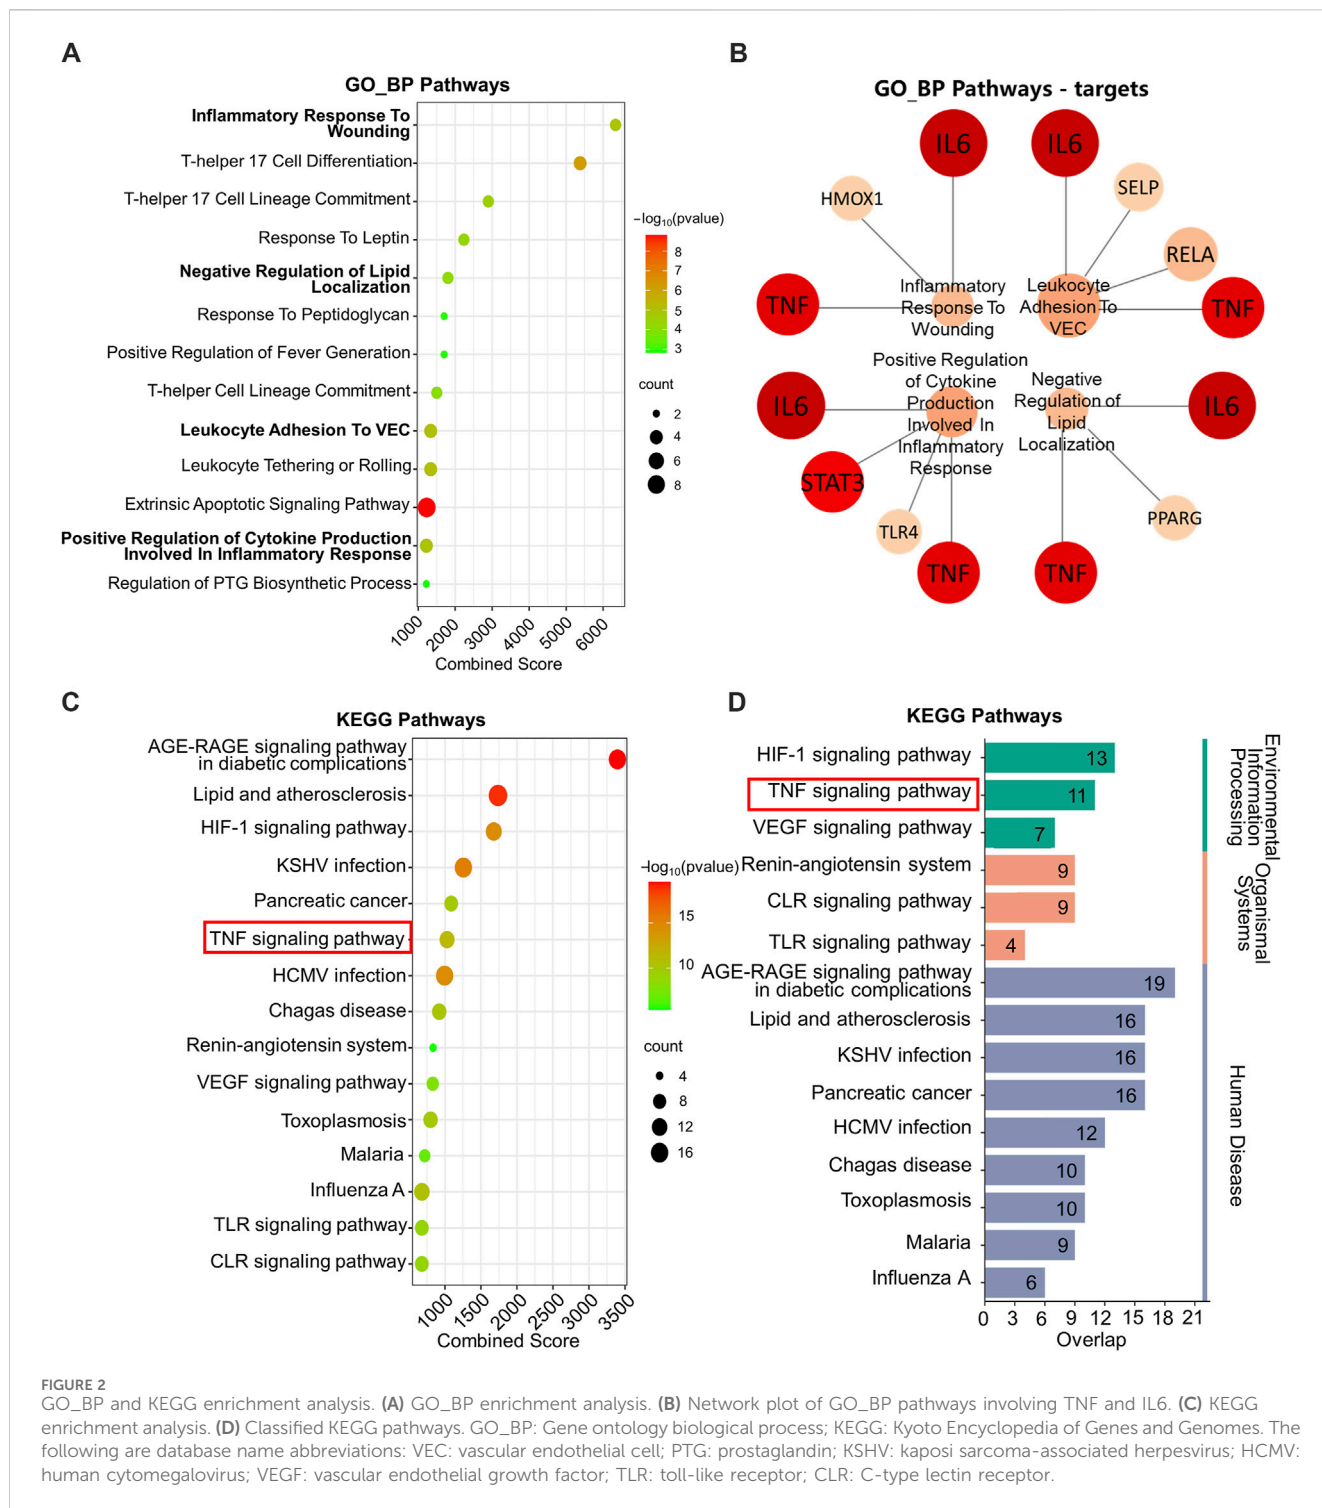 A
GO_BP Pathways
Inflammatory Response To
Wounding
T-helper 17 Cell Differentiation
T-helper 17 Cell Lineage Commitment
Response To Leptin
Negative Regulation of Lipid
Localization
Response To Peptidoglycan
Positive Regulation of Fever Generation
T-helper Cell Lineage Commitment
Leukocyte Adhesion To VEC
Leukocyte Tethering or Rolling
Extrinsic Apoptotic Signaling Pathway
Positive Regulation of Cytokine Production
Involved In Inflammatory Response
Regulation of PTG Biosynthetic Process
1000
2000
3000
4000
5000
6000
Combined Score
−log10(pvalue)
8
7
6
5
4
3
count
2
4
6
8
B
GO_BP Pathways - targets
IL6
IL6
HMOX1
SELP
RELA
TNF
TNF
Inflammatory
Response To
Wounding
Leukocyte
Adhesion To
VEC
Positive Regulation
of Cytokine
Production
Involved In
Inflammatory
Response
Negative
Regulation of
Lipid
Localization
IL6
IL6
STAT3
TLR4
PPARG
TNF
TNF
C
KEGG Pathways
AGE-RAGE signaling pathway
in diabetic complications
Lipid and atherosclerosis
HIF-1 signaling pathway
KSHV infection
Pancreatic cancer
TNF signaling pathway
HCMV infection
Chagas disease
Renin-angiotensin system
VEGF signaling pathway
Toxoplasmosis
Malaria
Influenza A
TLR signaling pathway
CLR signaling pathway
1000
1500
2000
2500
3000
3500
Combined Score
−log10(pvalue)
15
10
count
4
8
12
16
D
KEGG Pathways
HIF-1 signaling pathway 13
TNF signaling pathway 11
VEGF signaling pathway 7
Renin-angiotensin system 9
CLR signaling pathway 9
TLR signaling pathway 4
AGE-RAGE signaling pathway
in diabetic complications 19
Lipid and atherosclerosis 16
KSHV infection 16
Pancreatic cancer 16
HCMV infection 12
Chagas disease 10
Toxoplasmosis 10
Malaria 9
Influenza A 6
0 3 6 9 12 15 18 21
Overlap
Environmental
Information
Processing
Organismal
Systems
Human Disease
FIGURE 2
GO_BP and KEGG enrichment analysis. (A) GO_BP enrichment analysis. (B) Network plot of GO_BP pathways involving TNF and IL6. (C) KEGG
enrichment analysis. (D) Classified KEGG pathways. GO_BP: Gene ontology biological process; KEGG: Kyoto Encyclopedia of Genes and Genomes. The
following are database name abbreviations: VEC: vascular endothelial cell; PTG: prostaglandin; KSHV: kaposi sarcoma-associated herpesvirus; HCMV:
human cytomegalovirus; VEGF: vascular endothelial growth factor; TLR: toll-like receptor; CLR: C-type lectin receptor.